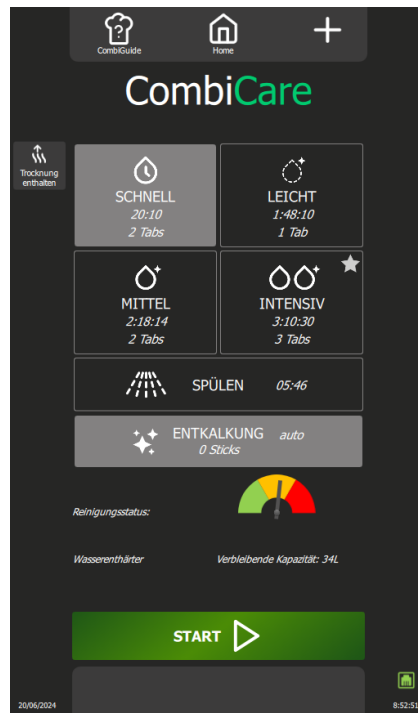 CombiGuide
Home
CombiCare
Trocknung
enthalten
SCHNELL
20:10
2 Tabs
LEICHT
1:48:10
1 Tab
MITTEL
2:18:14
2 Tabs
INTENSIV
3:10:30
3 Tabs
SPÜLEN 05:46
ENTKALKUNG auto
0 Sticks
Reinigungsstatus:
Wasserenthärter Verbleibende Kapazität: 34L
START
20/06/2024 8:52:51